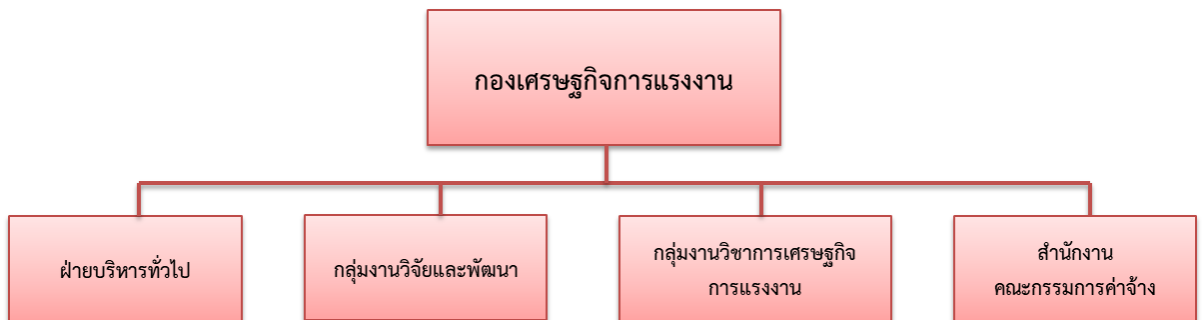 กองเศรษฐกิจการแรงงาน
ฝ่ายบริหารทั่วไป
กลุ่มงานวิจัยและพัฒนา
กลุ่มงานวิชาการเศรษฐกิจ
การแรงงาน
สำนักงาน
คณะกรรมการค่าจ้าง